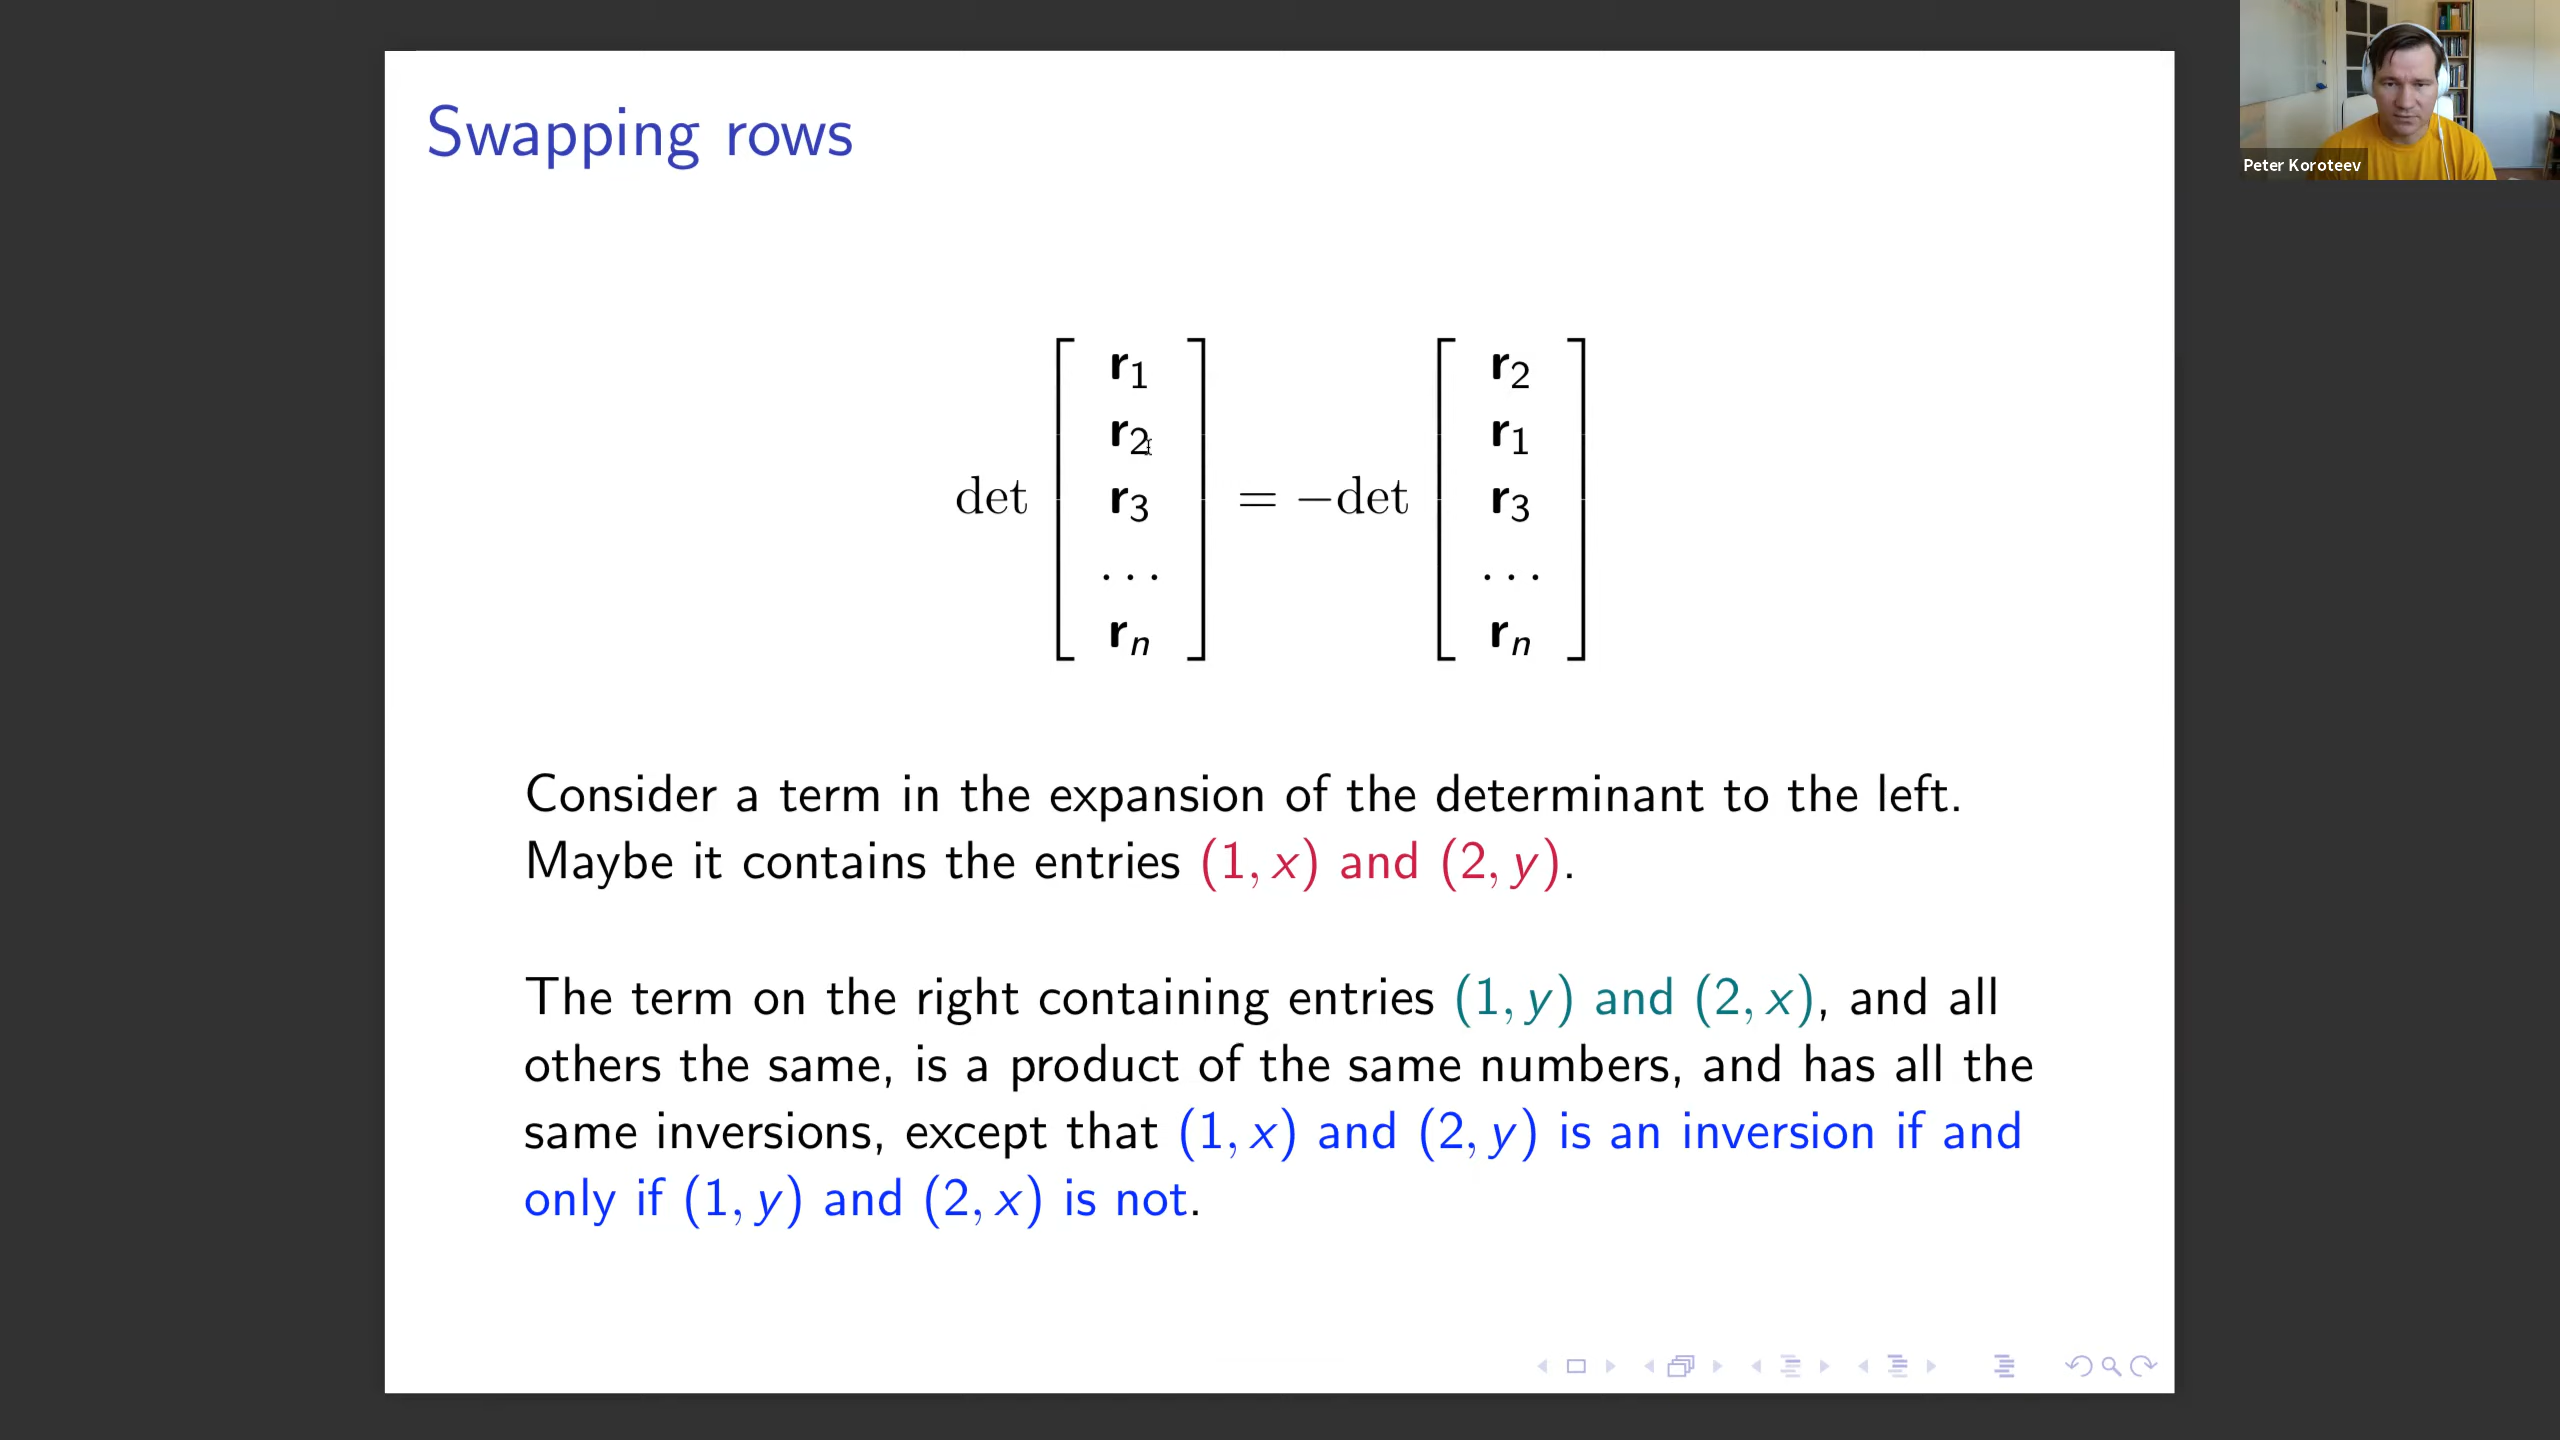 Swapping rows
det [ r₁ r₂ r₃ ... rₙ ] = −det [ r₂ r₁ r₃ ... rₙ ]
Consider a term in the expansion of the determinant to the left.
Maybe it contains the entries (1, x) and (2, y).
The term on the right containing entries (1, y) and (2, x), and all
others the same, is a product of the same numbers, and has all the
same inversions, except that (1, x) and (2, y) is an inversion if and
only if (1, y) and (2, x) is not.
Peter Koroteev